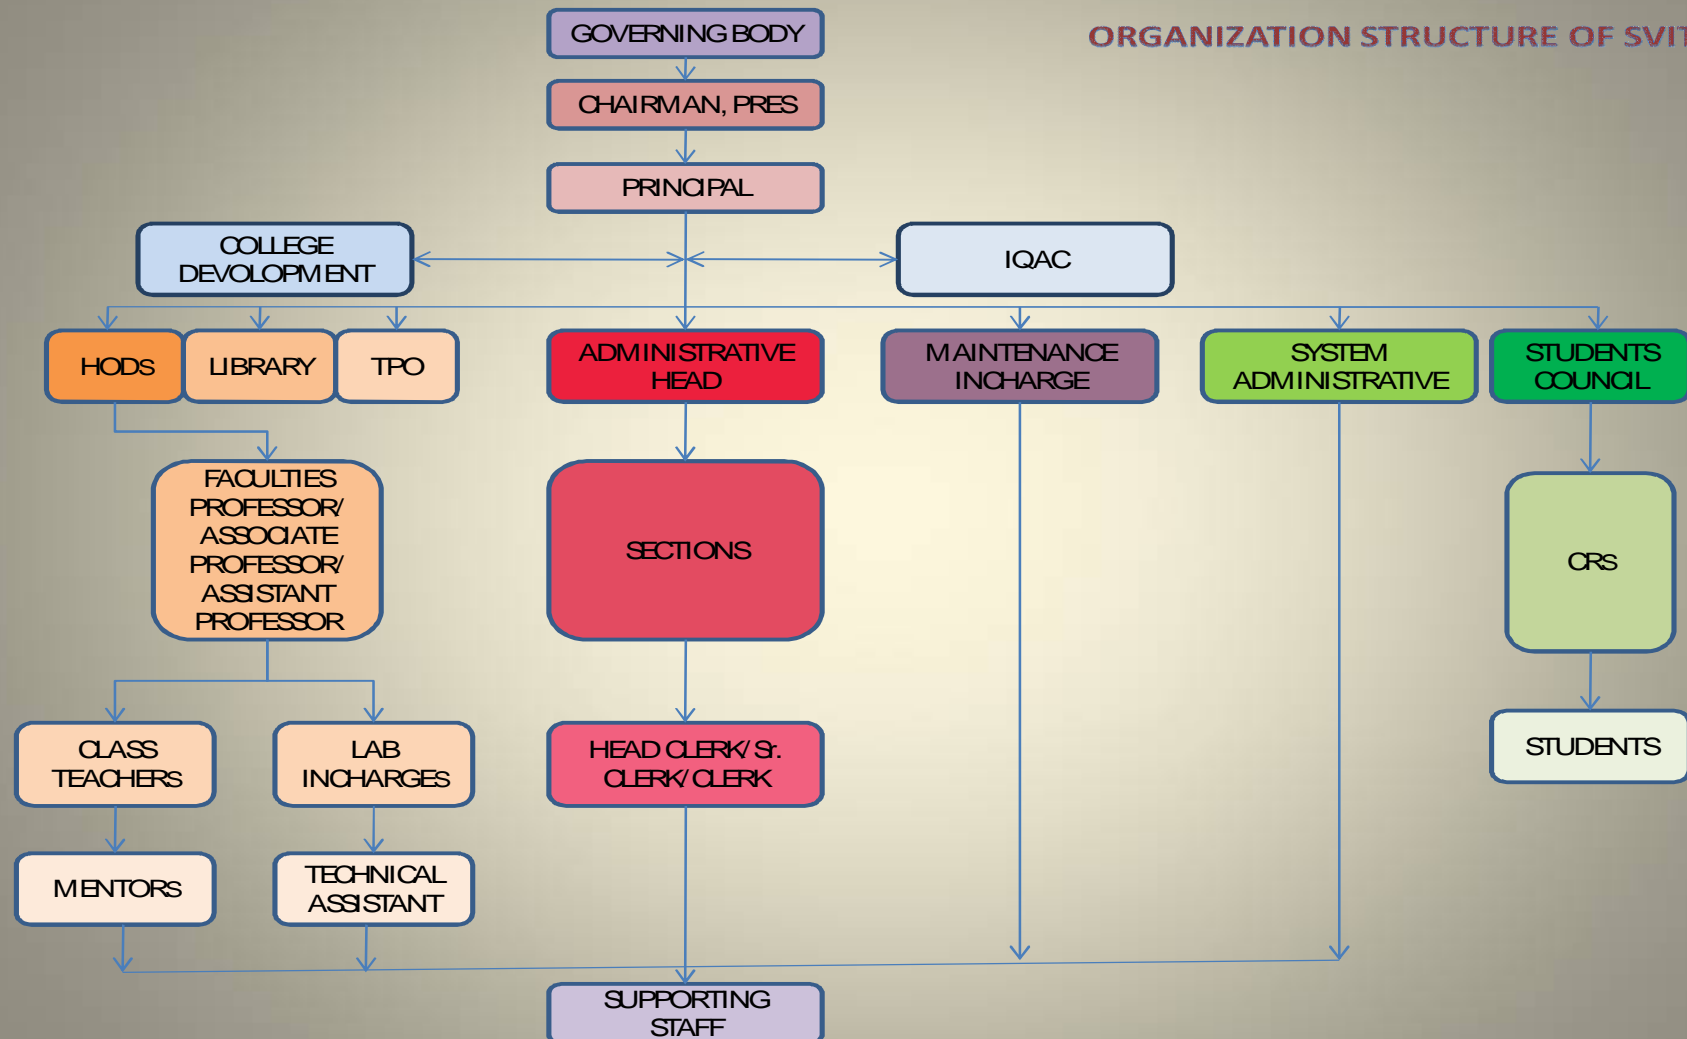 GOVERNING BODY
ORGANIZATION STRUCTURE OF SVIT
CHAIRMAN, PRES
PRINCIPAL
COLLEGE
DEVOLOPMENT
IQAC
HODs
LIBRARY
TPO
ADMINISTRATIVE
HEAD
MAINTENANCE
INCHARGE
SYSTEM
ADMINISTRATIVE
STUDENTS
COUNCIL
FACULTIES
PROFESSOR/
ASSOCIATE
PROFESSOR/
ASSISTANT
PROFESSOR
SECTIONS
CRs
CLASS
TEACHERs
LAB
INCHARGES
HEAD CLERK/ Sr.
CLERK/ CLERK
STUDENTS
MENTORs
TECHNICAL
ASSISTANT
SUPPORTING
STAFF